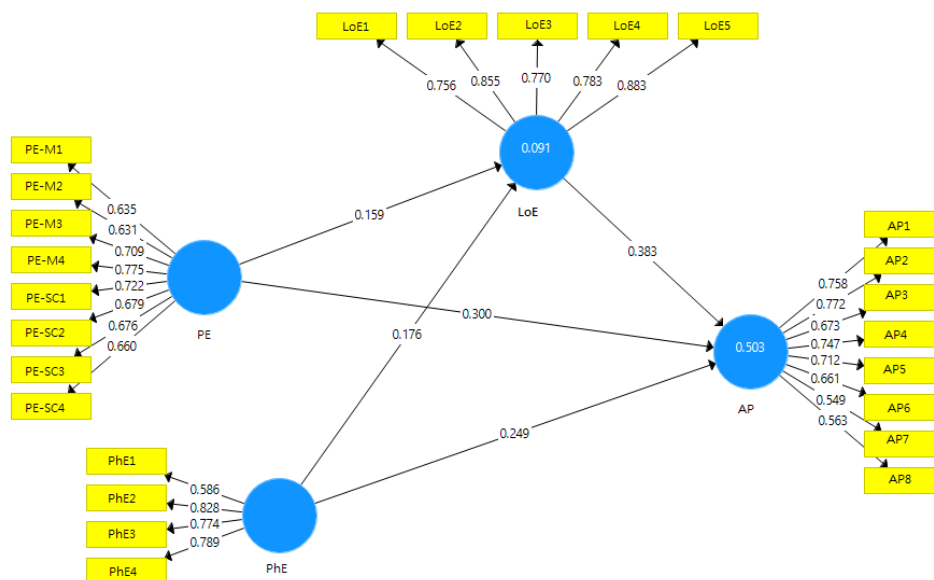 LoE1
LoE2
LoE3
LoE4
LoE5
0.756
0.855
0.770
0.783
0.883
0.091
LoE
PE-M1
PE-M2
PE-M3
PE-M4
PE-SC1
PE-SC2
PE-SC3
PE-SC4
0.635
0.631
0.709
0.775
0.722
0.679
0.676
0.660
PE
0.159
0.383
0.300
0.176
0.249
0.503
AP
0.758
0.772
0.673
0.747
0.712
0.661
0.549
0.563
AP1
AP2
AP3
AP4
AP5
AP6
AP7
AP8
PhE1
PhE2
PhE3
PhE4
0.586
0.828
0.774
0.789
PhE